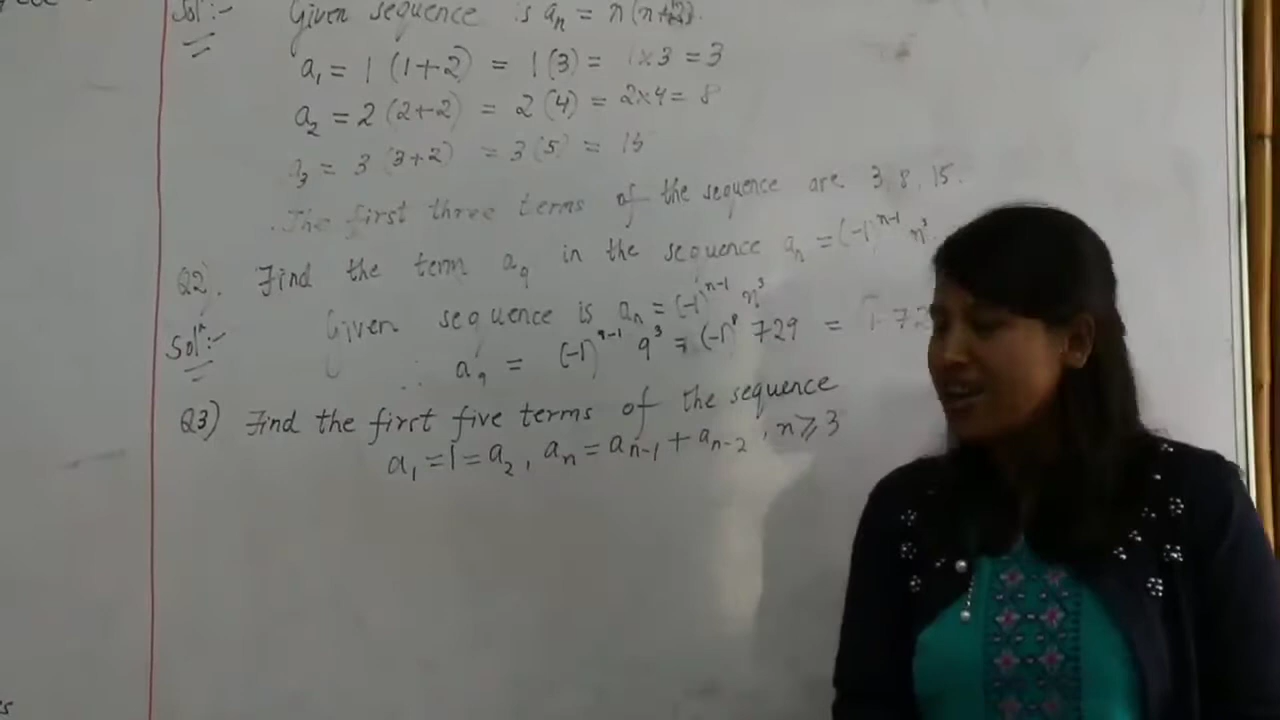 Sol:- Given sequence is aₙ = n(n+2).
a₁ = 1 (1+2) = 1(3) = 1×3 = 3
a₂ = 2 (2+2) = 2 (4) = 2×4 = 8
a₃ = 3 (3+2) = 3(5) = 15
.The first three terms of the sequence are 3, 8, 15.
Q2. Find the term a₉ in the sequence aₙ = (-1)ⁿ⁻¹ n³.
Solⁿ:- Given sequence is aₙ = (-1)ⁿ⁻¹ n³
∴ a₉ = (-1)⁹⁻¹ 9³ = (-1)⁸ 729 =
Q3) Find the first five terms of the sequence
a₁ = 1 = a₂, aₙ = aₙ₋₁ + aₙ₋₂, n ⩾ 3